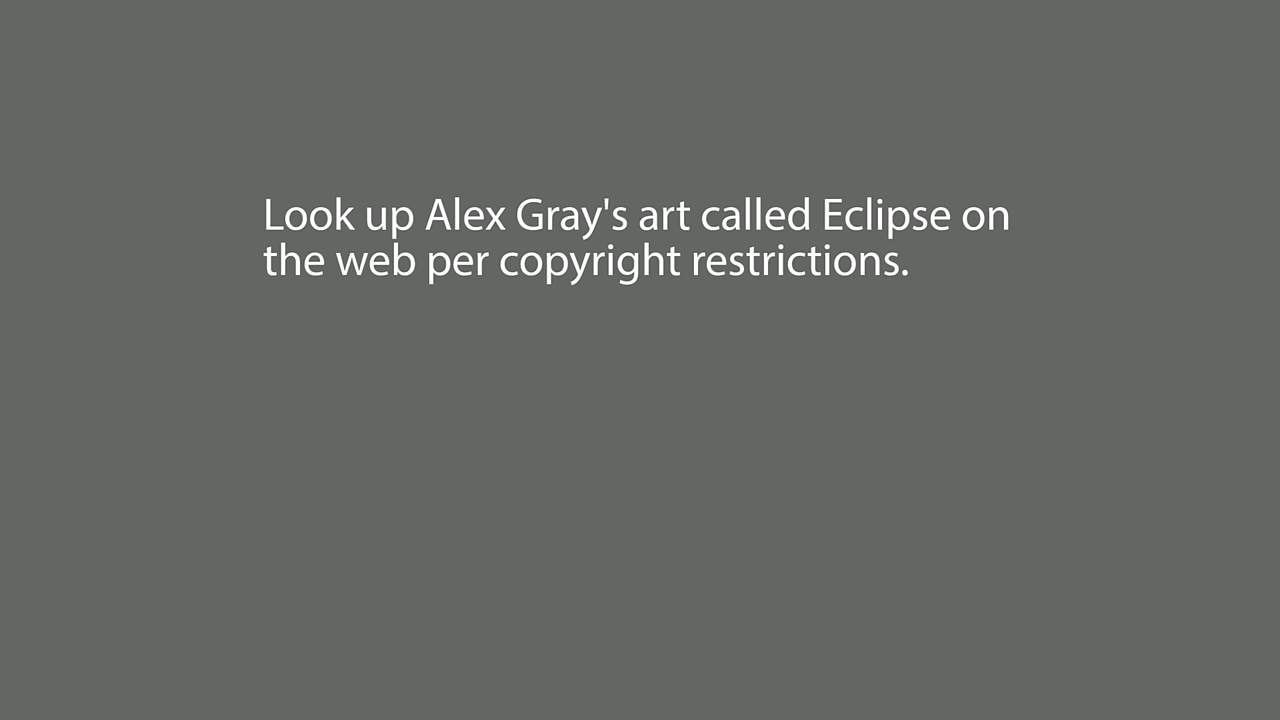 Look up Alex Gray's art called Eclipse on
the web per copyright restrictions.